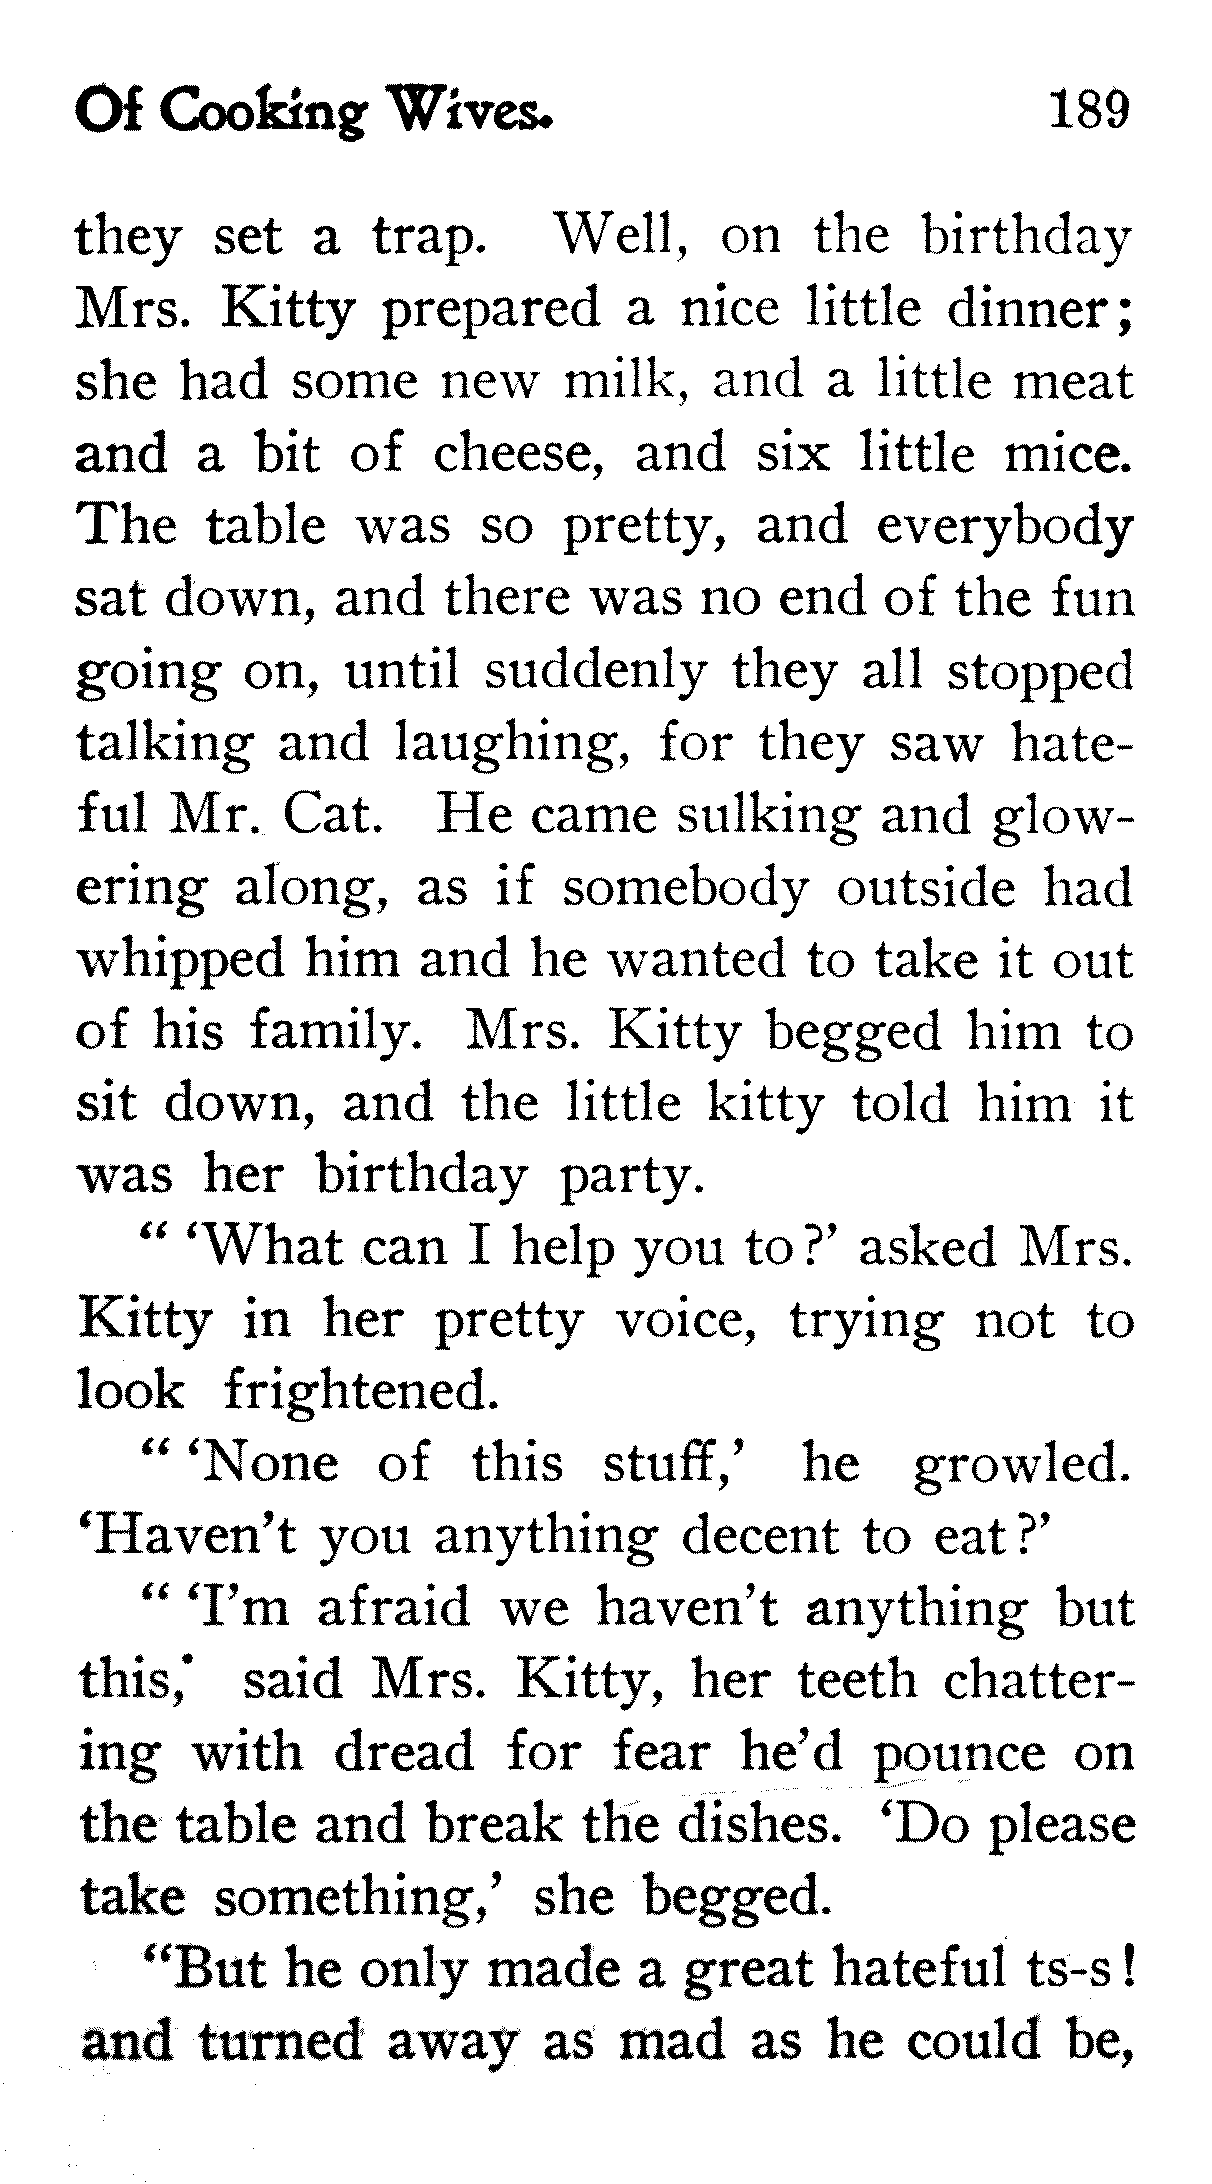 Of Cooking Wives. 189
they set a trap. Well, on the birthday
Mrs. Kitty prepared a nice little dinner;
she had some new milk, and a little meat
and a bit of cheese, and six little mice.
The table was so pretty, and everybody
sat down, and there was no end of the fun
going on, until suddenly they all stopped
talking and laughing, for they saw hate-
ful Mr. Cat. He came sulking and glow-
ering along, as if somebody outside had
whipped him and he wanted to take it out
of his family. Mrs. Kitty begged him to
sit down, and the little kitty told him it
was her birthday party.
“ ‘What can I help you to?’ asked Mrs.
Kitty in her pretty voice, trying not to
look frightened.
“ ‘None of this stuff,’ he growled.
‘Haven’t you anything decent to eat?’
“ ‘I’m afraid we haven’t anything but
this,’ said Mrs. Kitty, her teeth chatter-
ing with dread for fear he’d pounce on
the table and break the dishes. ‘Do please
take something,’ she begged.
“But he only made a great hateful ts-s!
and turned away as mad as he could be,